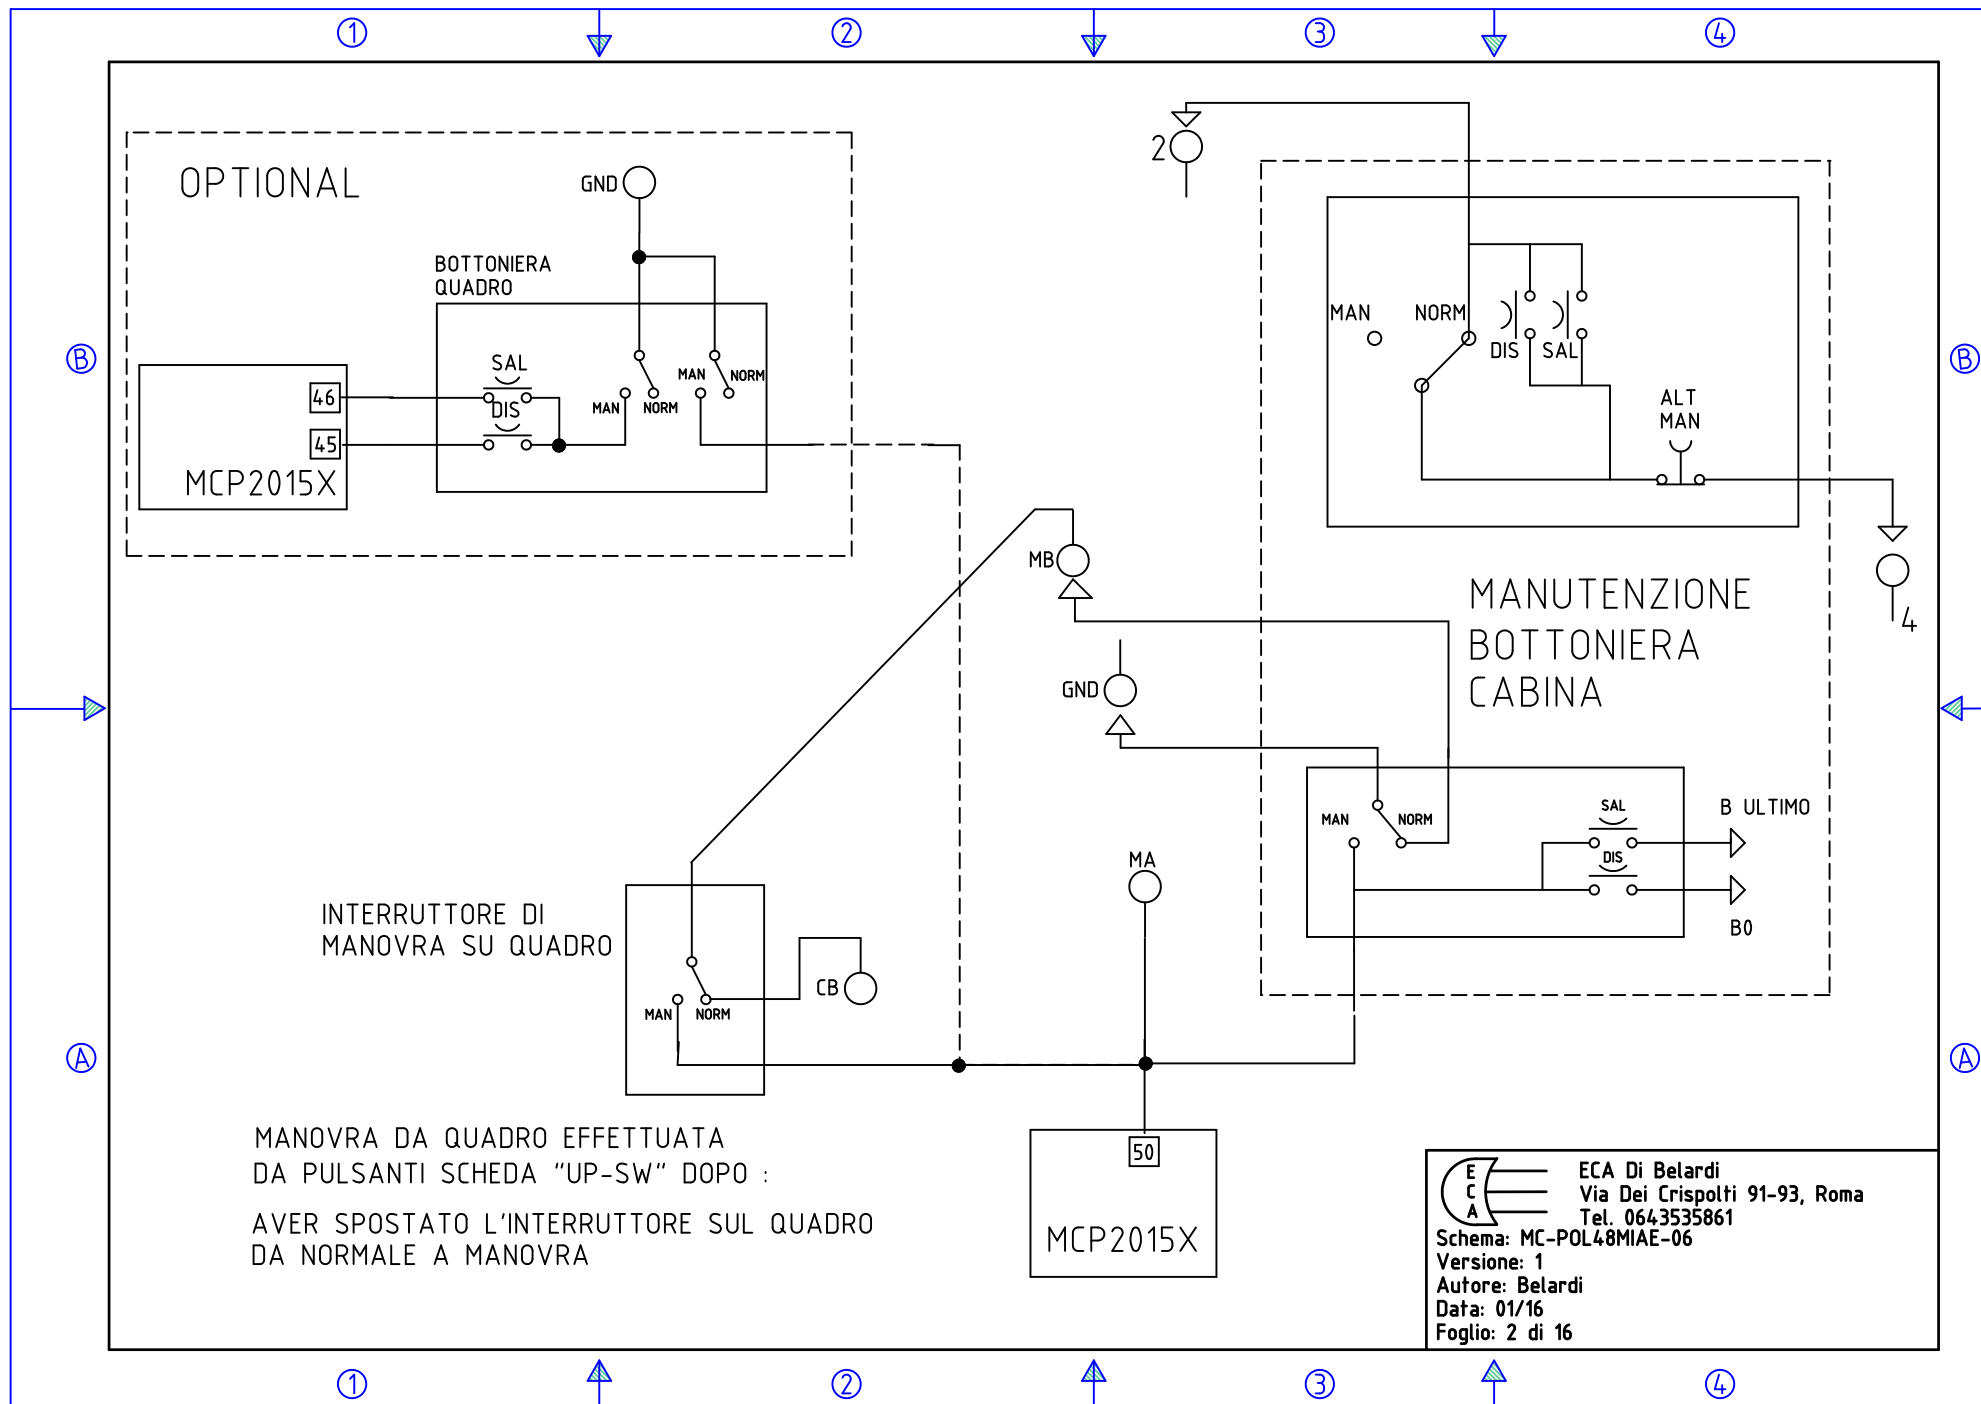 1
2
3
4
OPTIONAL
GND
BOTTONIERA
QUADRO
SAL
DIS
MAN
NORM
MAN
NORM
46
45
MCP2015X
2
MAN
NORM
DIS
SAL
ALT
MAN
4
B
B
MB
GND
MANUTENZIONE
BOTTONIERA
CABINA
MAN
NORM
SAL
DIS
B ULTIMO
B0
MA
INTERRUTTORE DI
MANOVRA SU QUADRO
MAN
NORM
CB
A
A
MANOVRA DA QUADRO EFFETTUATA
DA PULSANTI SCHEDA "UP-SW" DOPO :
AVER SPOSTATO L'INTERRUTTORE SUL QUADRO
DA NORMALE A MANOVRA
50
MCP2015X
E
C
A
ECA Di Belardi
Via Dei Crispolti 91-93, Roma
Tel. 0643535861
Schema: MC-POL48MIAE-06
Versione: 1
Autore: Belardi
Data: 01/16
Foglio: 2 di 16
1
2
3
4